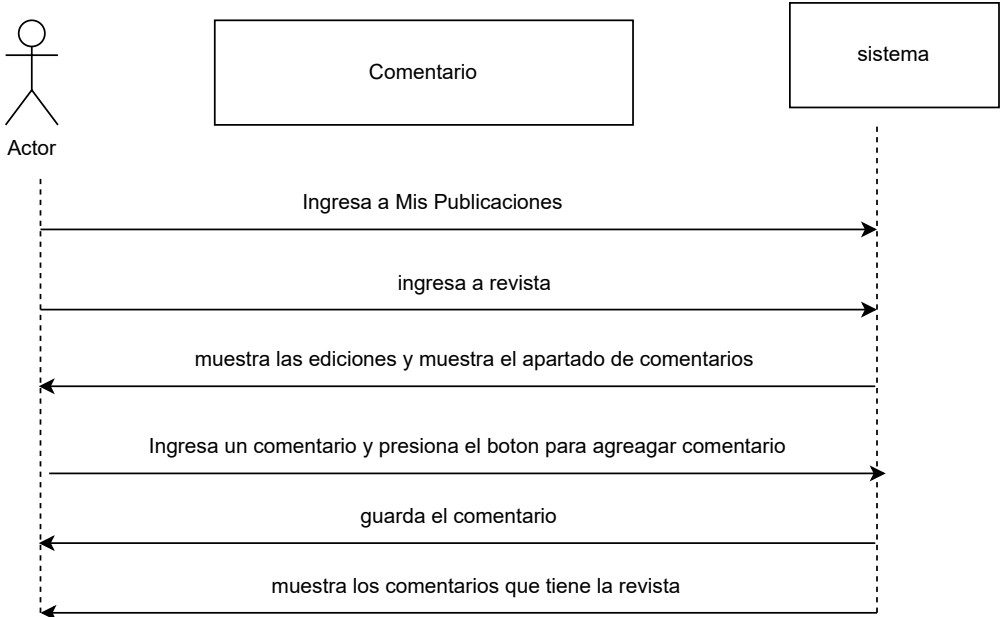 sistema
Comentario
Actor
Ingresa a Mis Publicaciones
ingresa a revista
muestra las ediciones y muestra el apartado de comentarios
Ingresa un comentario y presiona el boton para agreagar comentario
guarda el comentario
muestra los comentarios que tiene la revista